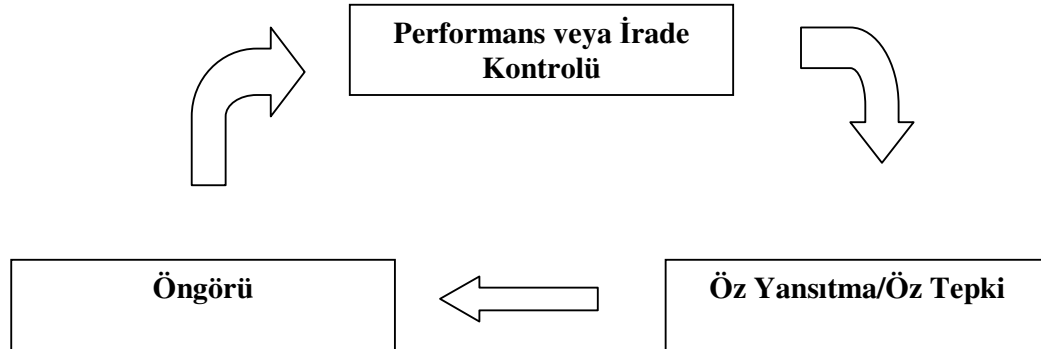 Performans veya İrade
Kontrolü
Öngörü
Öz Yansıtma/Öz Tepki